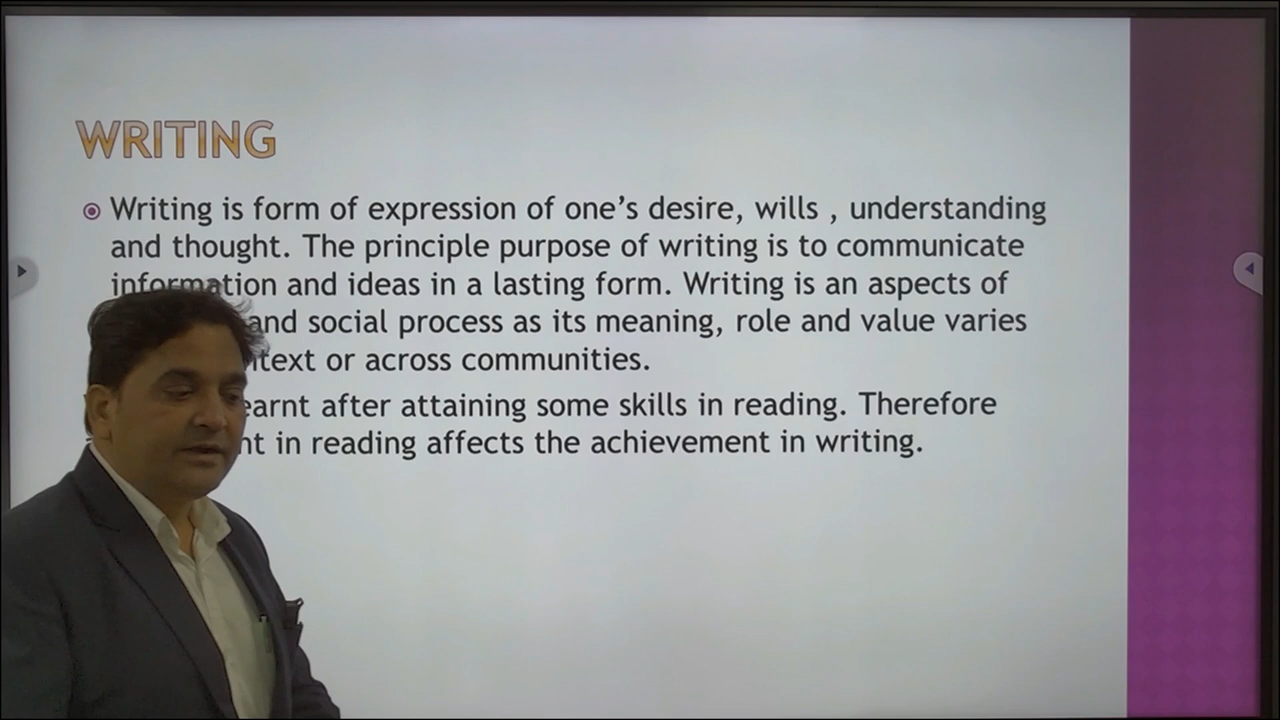 WRITING
Writing is form of expression of one’s desire, wills , understanding
and thought. The principle purpose of writing is to communicate
information and ideas in a lasting form. Writing is an aspects of
and social process as its meaning, role and value varies
or across communities.
after attaining some skills in reading. Therefore
in reading affects the achievement in writing.